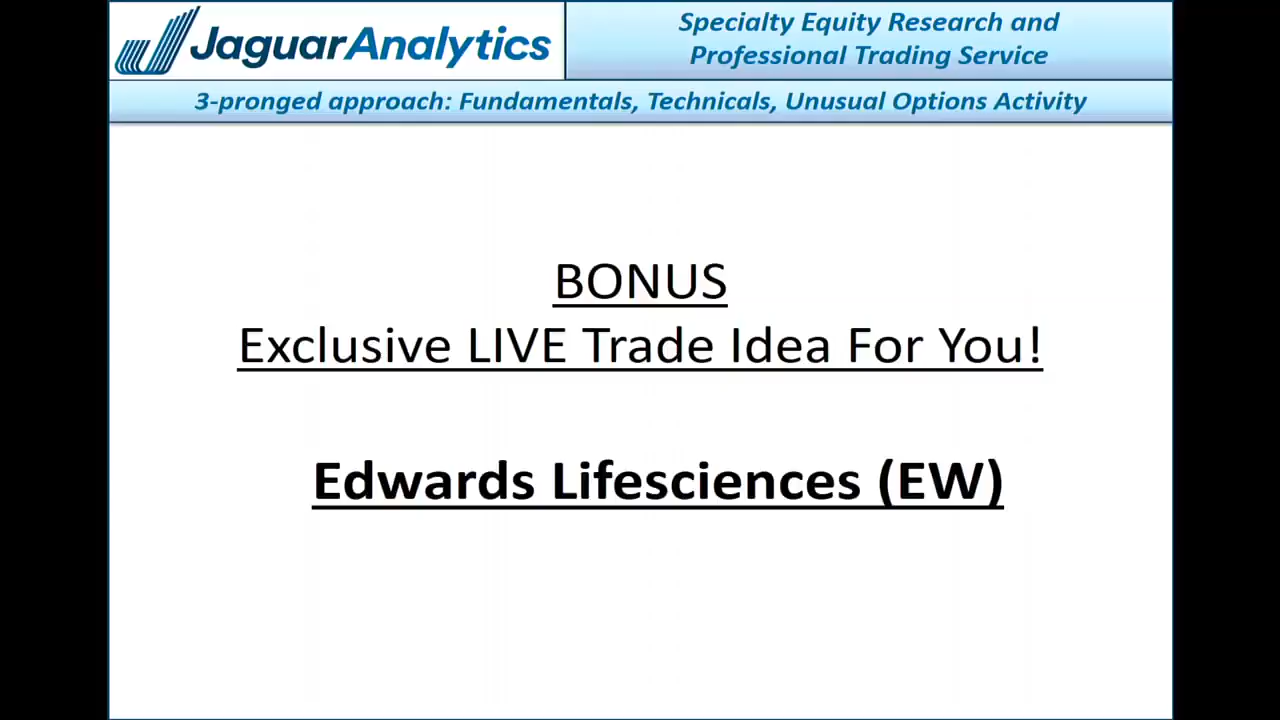 JaguarAnalytics
Specialty Equity Research and
Professional Trading Service
3-pronged approach: Fundamentals, Technicals, Unusual Options Activity
BONUS
Exclusive LIVE Trade Idea For You!
Edwards Lifesciences (EW)